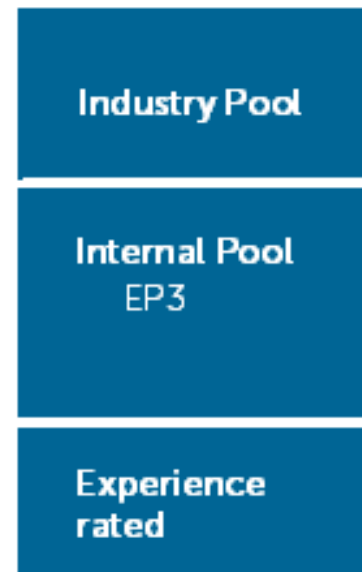 Industry Pool
Internal Pool
EP3
Experience
rated